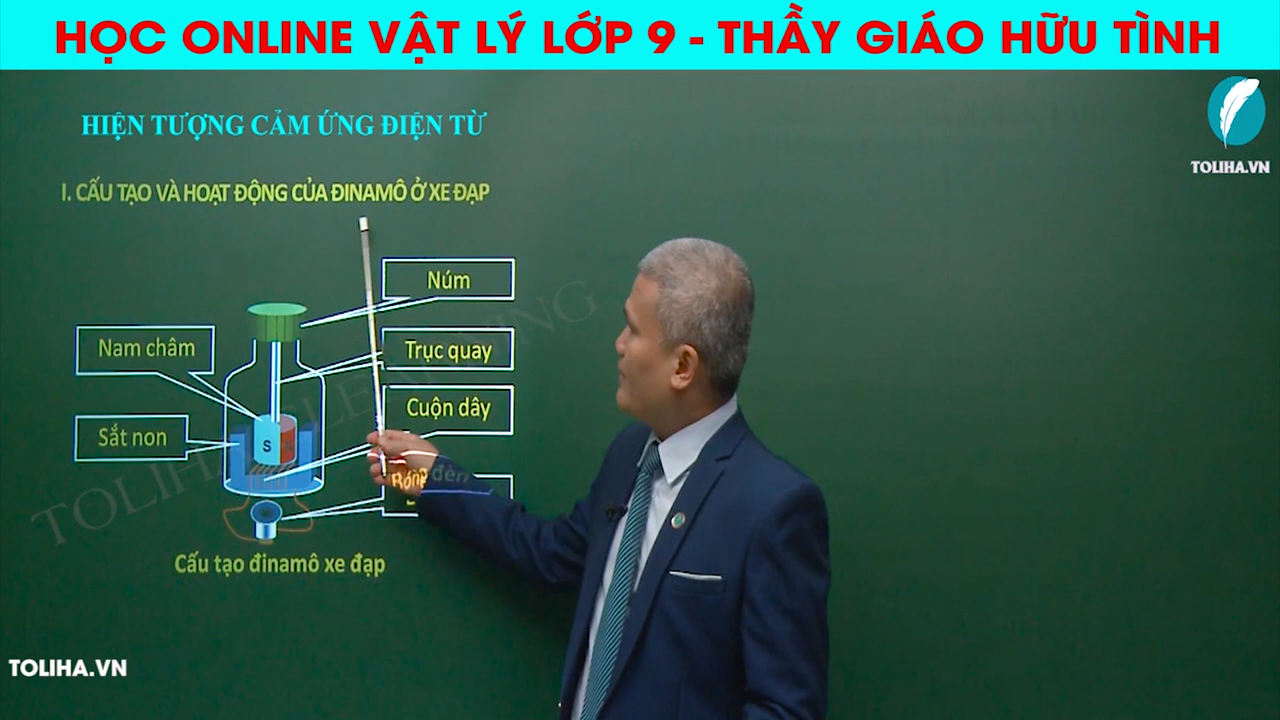 HỌC ONLINE VẬT LÝ LỚP 9 - THẦY GIÁO HỮU TÌNH
TOLIHA.VN
HIỆN TƯỢNG CẢM ỨNG ĐIỆN TỪ
I. CẤU TẠO VÀ HOẠT ĐỘNG CỦA ĐINAMÔ Ở XE ĐẠP
Núm
Nam châm
Trục quay
Cuộn dây
Sắt non
S
Bóng đèn
Cấu tạo đinamô xe đạp
TOLIHA.VN